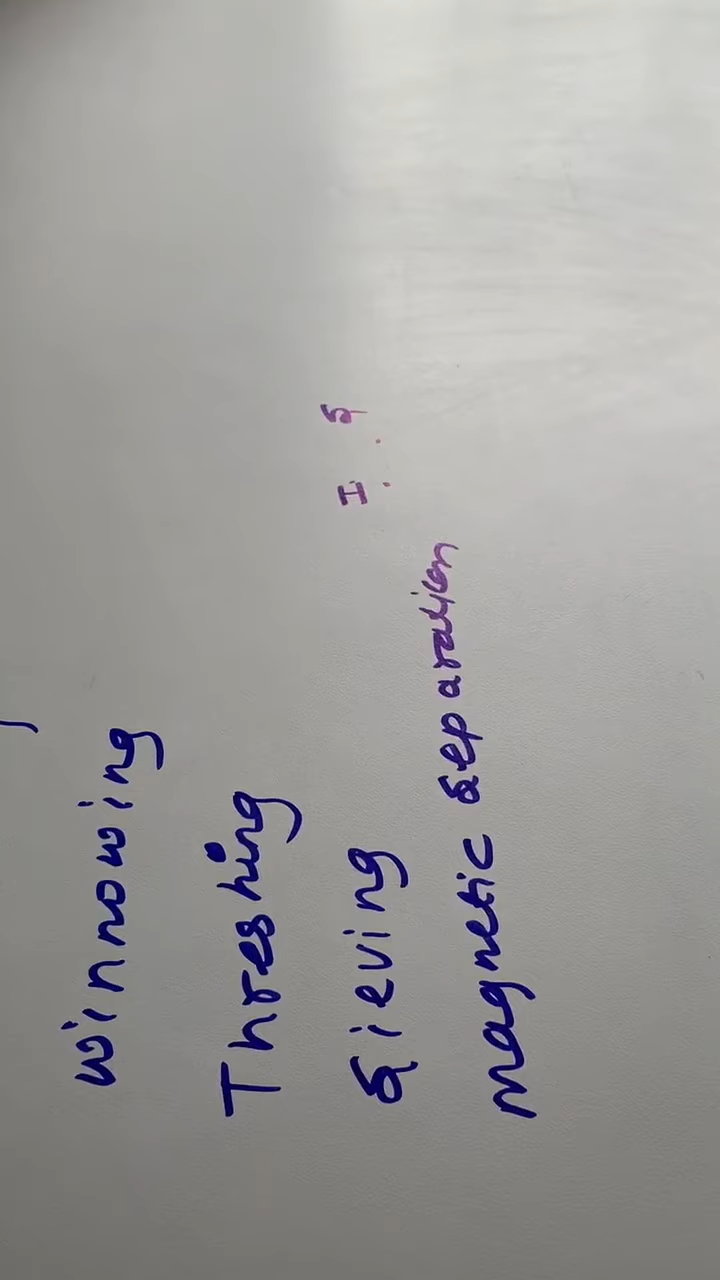 winnowing
Threshing
Sieving
I. S
magnetic separation